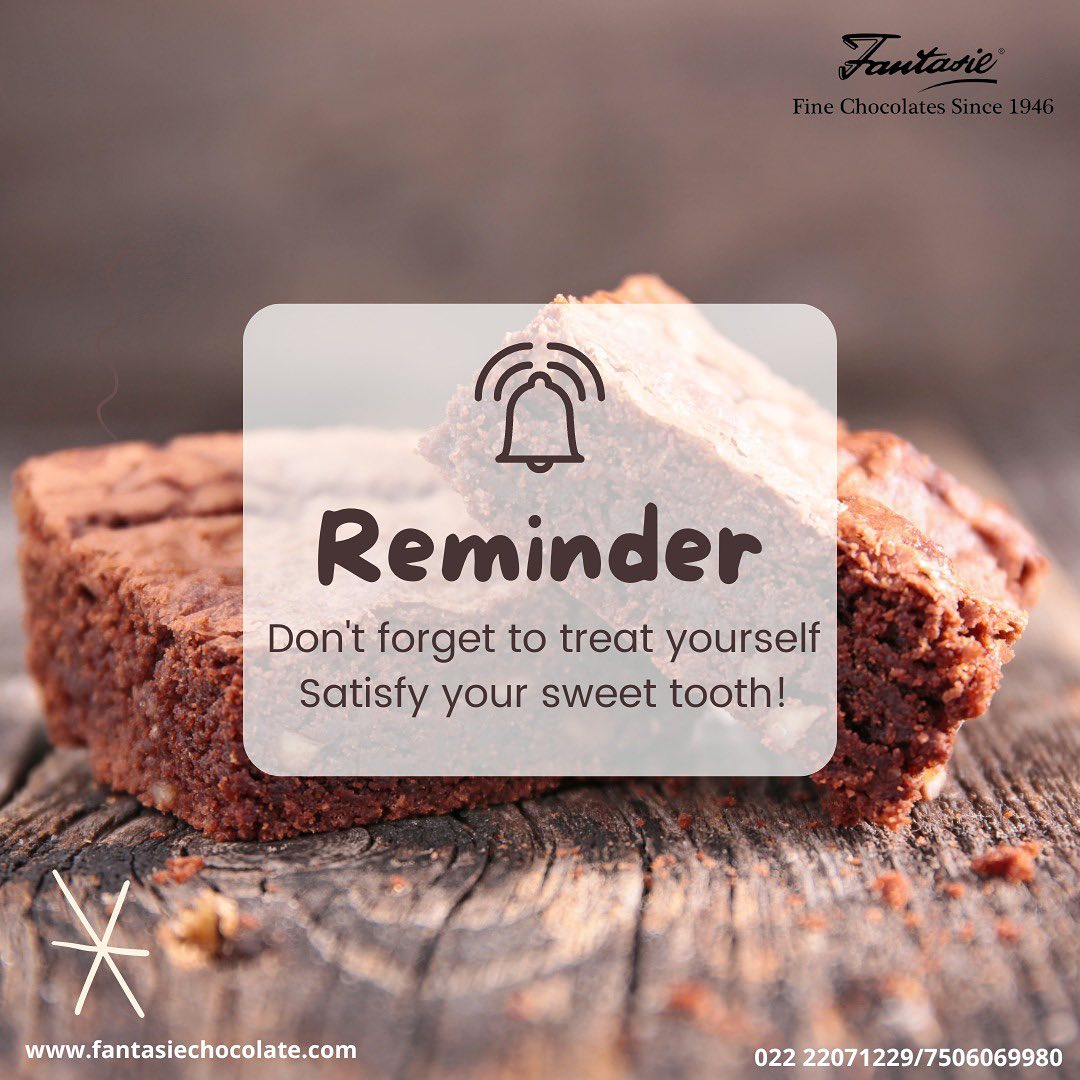 Fantasie®
Fine Chocolates Since 1946
Reminder
Don't forget to treat yourself
Satisfy your sweet tooth!
www.fantasiechocolate.com
022 22071229/7506069980